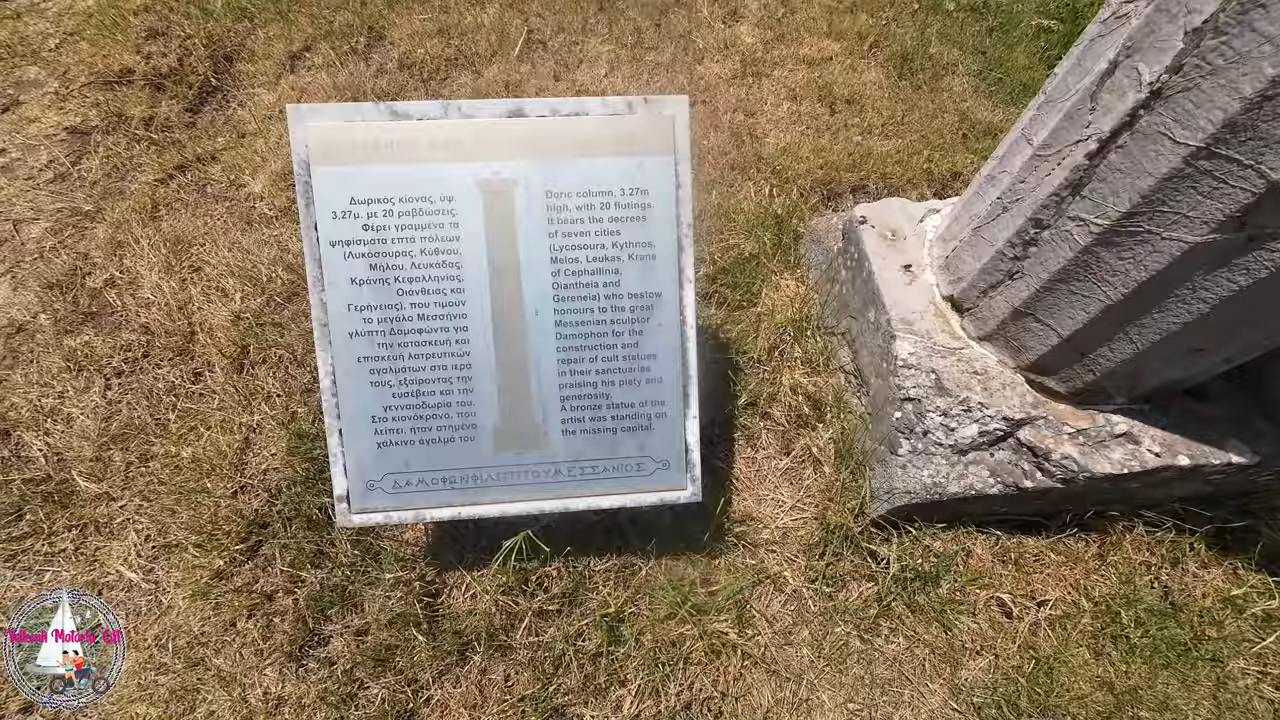 Δωρικός κίονας, ύψ.
3,27μ. με 20 ραβδώσεις.
Φέρει γραμμένα τα
ψηφίσματα επτά πόλεων
(Λυκόσουρας, Κύθνου,
Μήλου, Λευκάδας,
Κράνης Κεφαλληνίας,
Οιάνθειας και
Γερήνειας), που τιμούν
το μεγάλο Μεσσήνιο
γλύπτη Δαμοφώντα για
την κατασκευή και
επισκευή λατρευτικών
αγαλμάτων στα ιερά
τους, εξαίροντας την
ευσέβεια και την
γενναιοδωρία του.
Στο κιονόκρανο, που
λείπει, ήταν στημένο
χάλκινο άγαλμά του
Doric column, 3.27m
high, with 20 flutings.
It bears the decrees
of seven cities
(Lycosoura, Kythnos,
Melos, Leukas, Krane
of Cephallinia,
Oiantheia and
Gereneia) who bestow
honours to the great
Messenian sculptor
Damophon for the
construction and
repair of cult statues
in their sanctuaries
praising his piety and
generosity.
A bronze statue of the
artist was standing on
the missing capital.
ΔΑΜΟΦΩΝΦΙΛΙΠΠΟΥΜΕΣΣΑΝΙΟΣ
Yelkenli Motorlu Çift